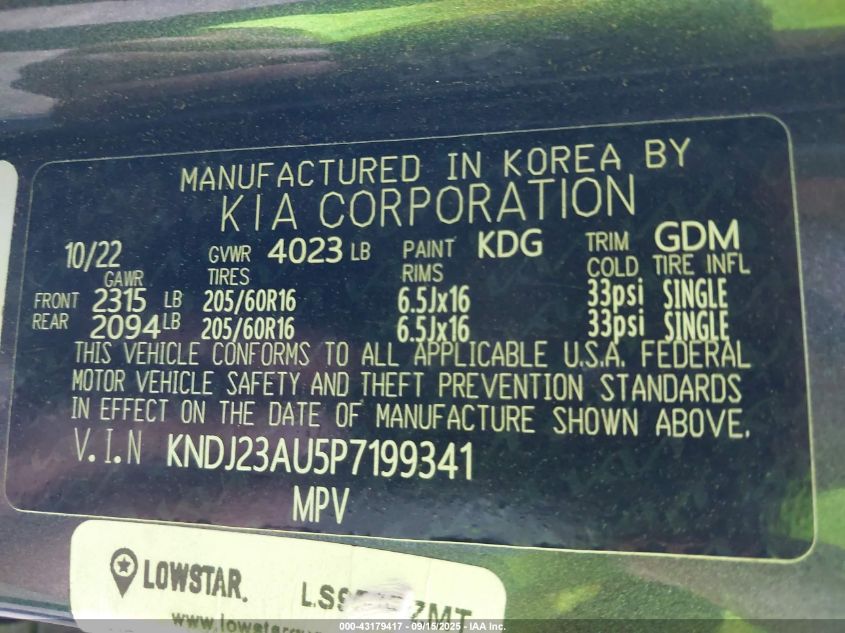 MANUFACTURED IN KOREA BY
KIA CORPORATION
10/22 GVWR 4023 LB PAINT KDG TRIM GDM
GAWR TIRES RIMS COLD TIRE INFL
FRONT 2315 LB 205/60R16 6.5Jx16 33psi SINGLE
REAR 2094 LB 205/60R16 6.5Jx16 33psi SINGLE
THIS VEHICLE CONFORMS TO ALL APPLICABLE U.S.A. FEDERAL
MOTOR VEHICLE SAFETY AND THEFT PREVENTION STANDARDS
IN EFFECT ON THE DATE OF MANUFACTURE SHOWN ABOVE.
V.I.N KNDJ23AU5P7199341
MPV
LOWSTAR.
000-43179417 - 09/15/2025 - IAA Inc.